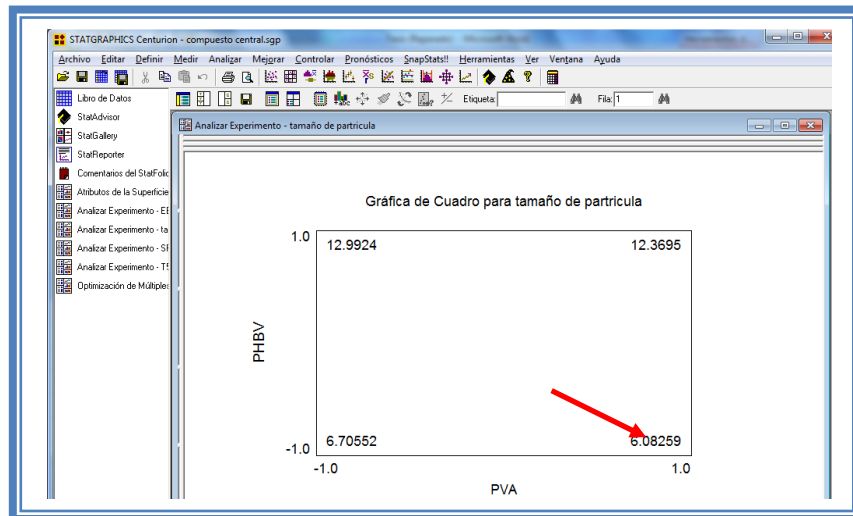 STATGRAPHICS Centurion - compuesto central.sgp
Archivo Editar Definir Medir Analizar Mejorar Controlar Pronósticos SnapStats!! Herramientas Ver Ventana Ayuda
Etiqueta: Fila: 1
Libro de Datos
StatAdvisor
StatGallery
StatReporter
Comentarios del StatFolio
Atributos de la Superficie
Analizar Experimento - EE
Analizar Experimento - ta
Analizar Experimento - SF
Analizar Experimento - T5
Optimización de Múltiples
Analizar Experimento - tamaño de partricula
Gráfica de Cuadro para tamaño de partricula
1.0
12.9924 12.3695
PHBV
6.70552 6.08259
-1.0
-1.0 1.0
PVA